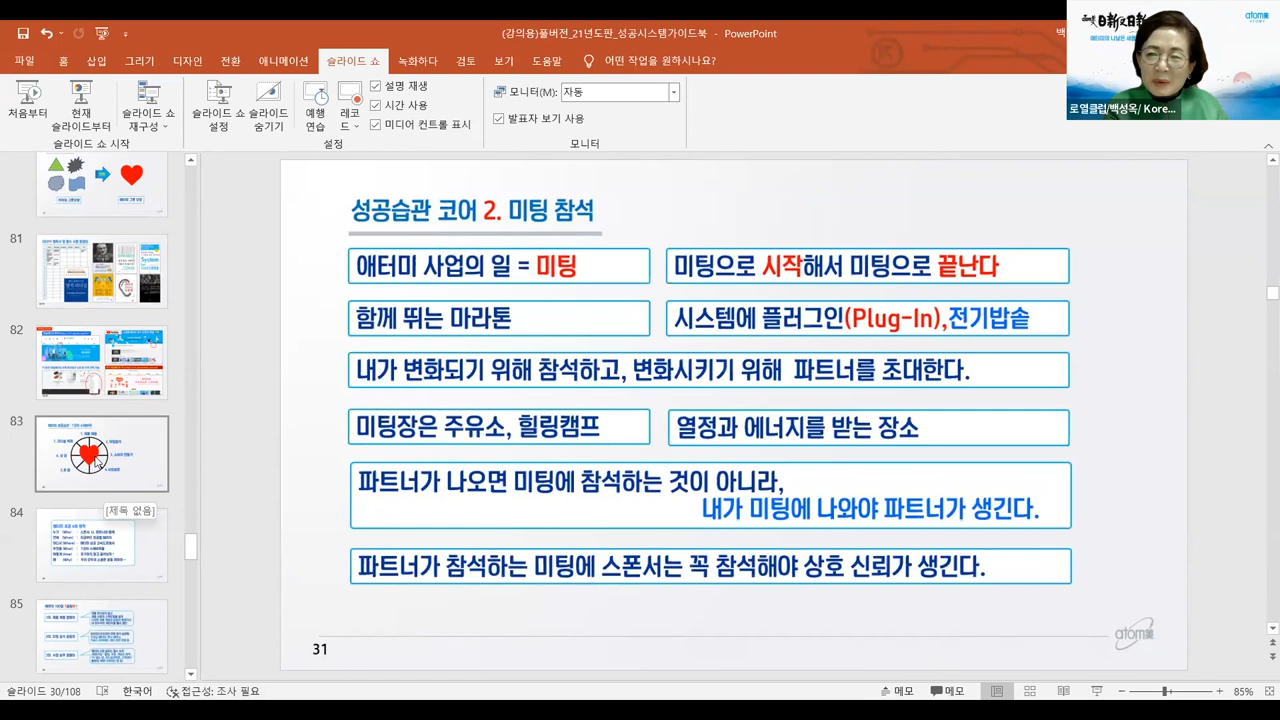 (강의용)풀버전_21년도판_성공시스템가이드북 - PowerPoint
백
파일 홈 삽입 그리기 디자인 전환 애니메이션 슬라이드 쇼 녹화하다 검토 보기 도움말 어떤 작업을 원하시나요?
처음부터
현재 슬라이드부터
슬라이드 쇼 재구성
슬라이드 쇼 시작
슬라이드 쇼 설정
슬라이드 숨기기
예행 연습
레코드
설명 재생
시간 사용
미디어 컨트롤 표시
설정
모니터(M): 자동
발표자 보기 사용
모니터
atom美
로열클럽/백성옥/ Kore...
81
82
83
[제목 없음]
84
85
성공습관 코어 2. 미팅 참석
애터미 사업의 일 = 미팅
미팅으로 시작해서 미팅으로 끝난다
함께 뛰는 마라톤
시스템에 플러그인(Plug-In),전기밥솥
내가 변화되기 위해 참석하고, 변화시키기 위해 파트너를 초대한다.
미팅장은 주유소, 힐링캠프
열정과 에너지를 받는 장소
파트너가 나오면 미팅에 참석하는 것이 아니라,
내가 미팅에 나와야 파트너가 생긴다.
파트너가 참석하는 미팅에 스폰서는 꼭 참석해야 상호 신뢰가 생긴다.
31
atom美
슬라이드 30/108 한국어 접근성: 조사 필요 메모 메모 85%